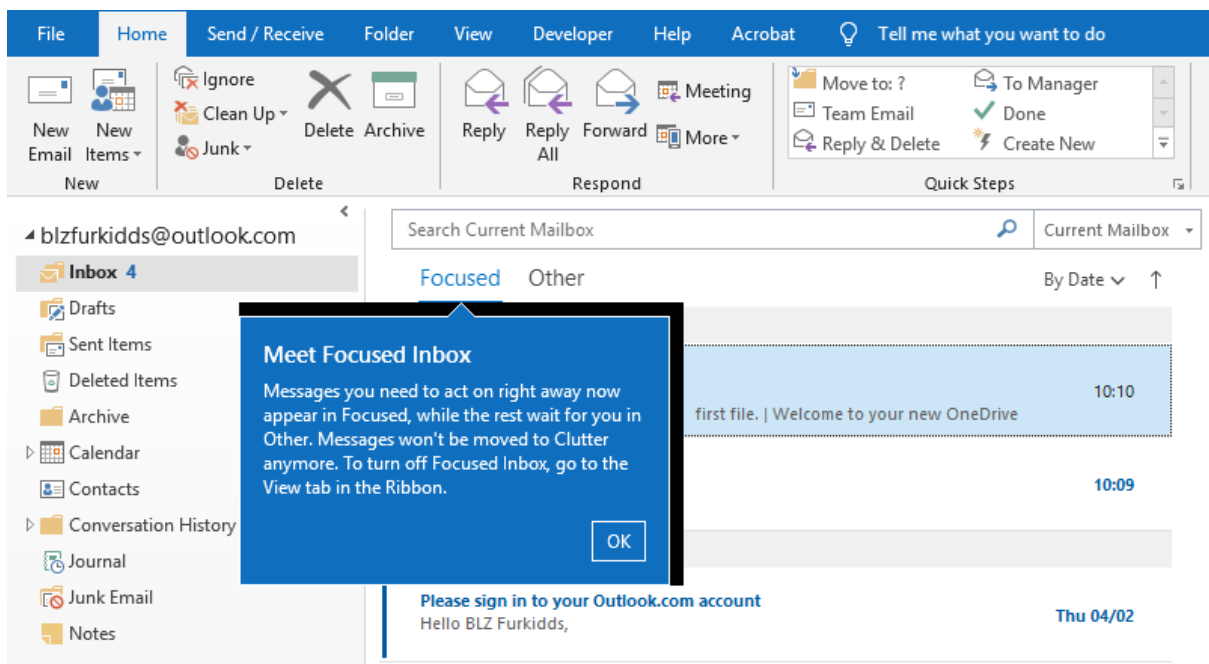 File Home Send / Receive Folder View Developer Help Acrobat Tell me what you want to do
New Email
New Items
Ignore
Clean Up
Junk
Delete
Archive
Reply
Reply All
Forward
Meeting
More
Move to: ?
Team Email
Reply & Delete
To Manager
Done
Create New
New Delete Respond Quick Steps
blzfurkidds@outlook.com
Inbox 4
Drafts
Sent Items
Deleted Items
Archive
Calendar
Contacts
Conversation History
Journal
Junk Email
Notes
Search Current Mailbox Current Mailbox
Focused Other By Date
Meet Focused Inbox
Messages you need to act on right away now
appear in Focused, while the rest wait for you in
Other. Messages won't be moved to Clutter
anymore. To turn off Focused Inbox, go to the
View tab in the Ribbon.
OK
10:10
first file. | Welcome to your new OneDrive
10:09
Please sign in to your Outlook.com account
Hello BLZ Furkidds,
Thu 04/02